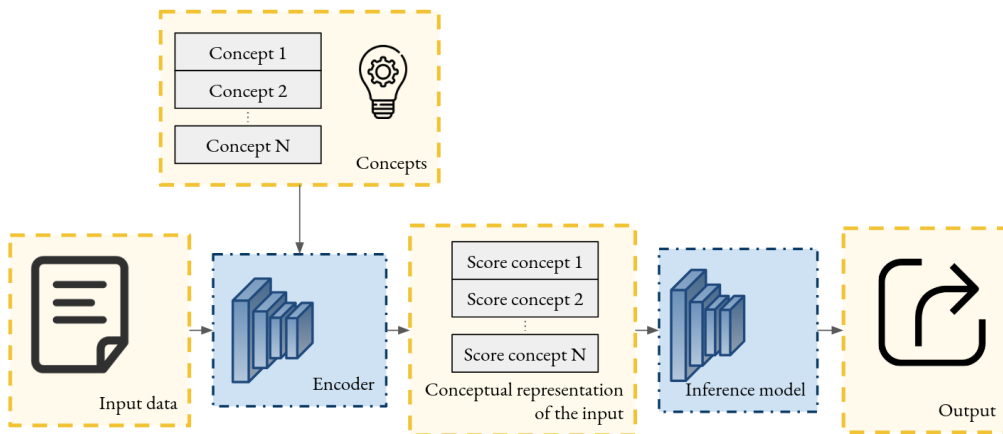 Concept 1
Concept 2
Concept N
Concepts
Input data
Encoder
Score concept 1
Score concept 2
Score concept N
Conceptual representation
of the input
Inference model
Output